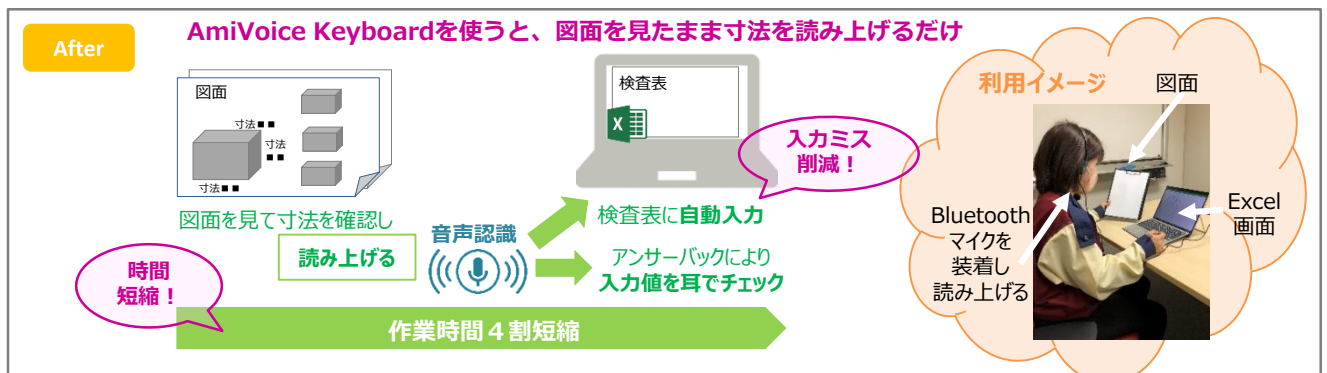 After
AmiVoice Keyboardを使うと、図面を見たまま寸法を読み上げるだけ
図面
寸法■■
寸法
■■
寸法■■
図面を見て寸法を確認し
読み上げる
時間
短縮！
音声認識
検査表
入力ミス
削減！
検査表に自動入力
アンサーバックにより
入力値を耳でチェック
作業時間４割短縮
利用イメージ
図面
Bluetooth
マイクを
装着し
読み上げる
Excel
画面